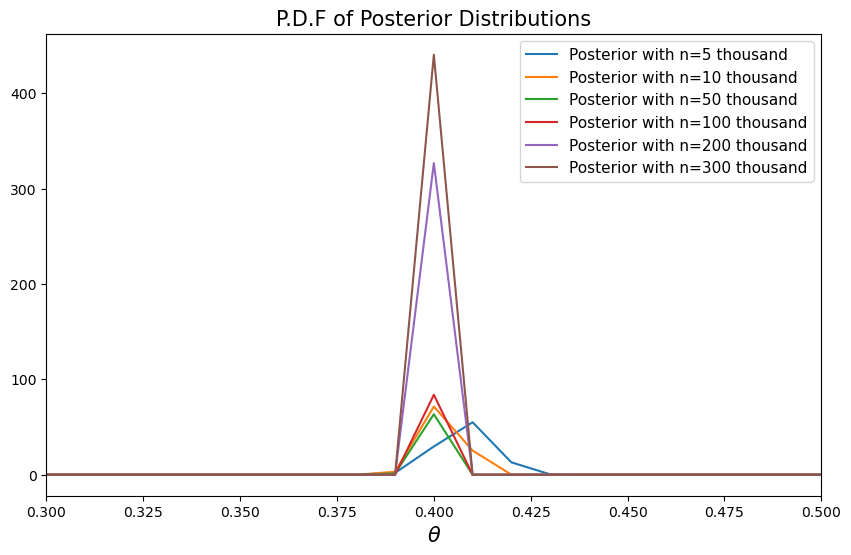 P.D.F of Posterior Distributions
Posterior with n=5 thousand
Posterior with n=10 thousand
Posterior with n=50 thousand
Posterior with n=100 thousand
Posterior with n=200 thousand
Posterior with n=300 thousand
400
300
200
100
0
0.300 0.325 0.350 0.375 0.400 0.425 0.450 0.475 0.500
θ